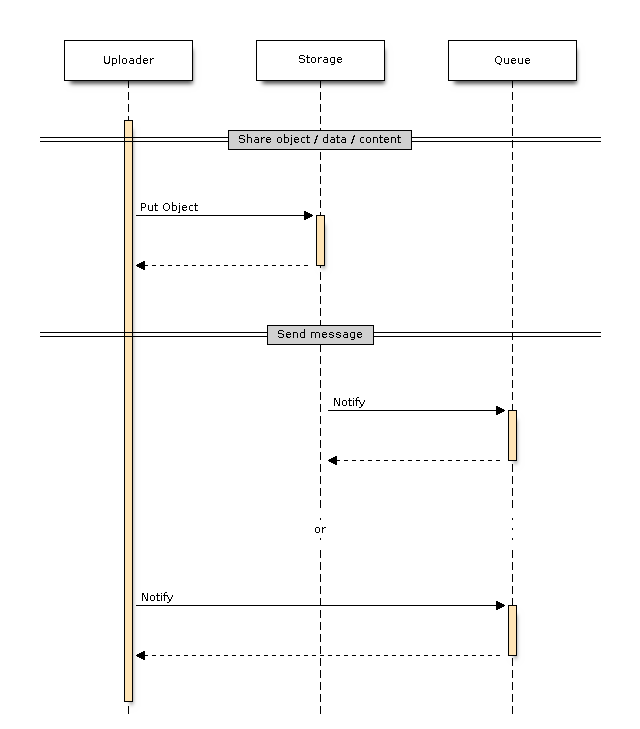 Uploader
Storage
Queue
Share object / data / content
Put Object
Send message
Notify
or
Notify